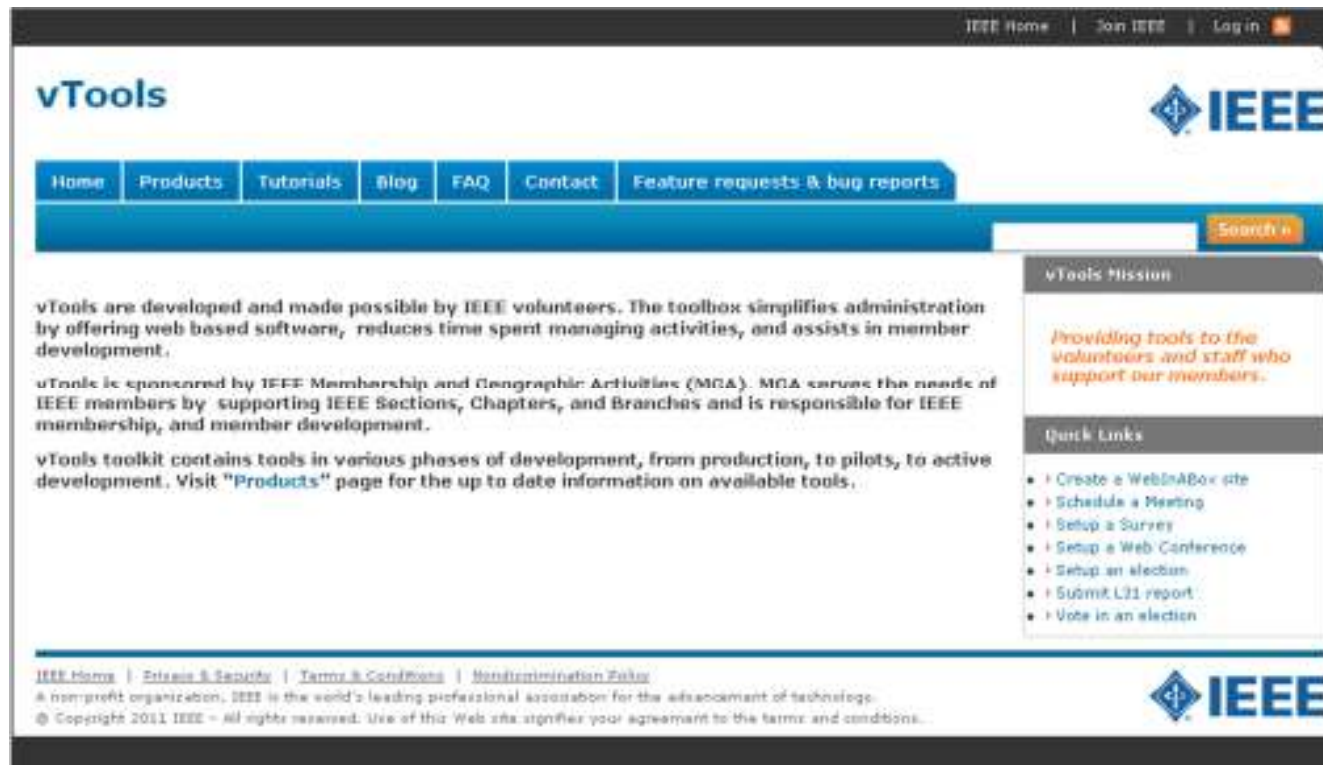 IEEE Home | Join IEEE | Log in
vTools
IEEE
Home Products Tutorials Blog FAQ Contact Feature requests & bug reports
Search »
vTools are developed and made possible by IEEE volunteers. The toolbox simplifies administration
by offering web based software, reduces time spent managing activities, and assists in member
development.
vTools is sponsored by IEEE Membership and Geographic Activities (MGA). MGA serves the needs of
IEEE members by supporting IEEE Sections, Chapters, and Branches and is responsible for IEEE
membership, and member development.
vTools toolkit contains tools in various phases of development, from production, to pilots, to active
development. Visit "Products" page for the up to date information on available tools.
vTools Mission
Providing tools to the
volunteers and staff who
support our members.
Quick Links
Create a WebInABox site
Schedule a Meeting
Setup a Survey
Setup a Web Conference
Setup an election
Submit L31 report
Vote in an election
IEEE Home | Privacy & Security | Terms & Conditions | Nondiscrimination Policy
A non-profit organization, IEEE is the world's leading professional association for the advancement of technology.
© Copyright 2011 IEEE - All rights reserved. Use of this Web site signifies your agreement to the terms and conditions.
IEEE